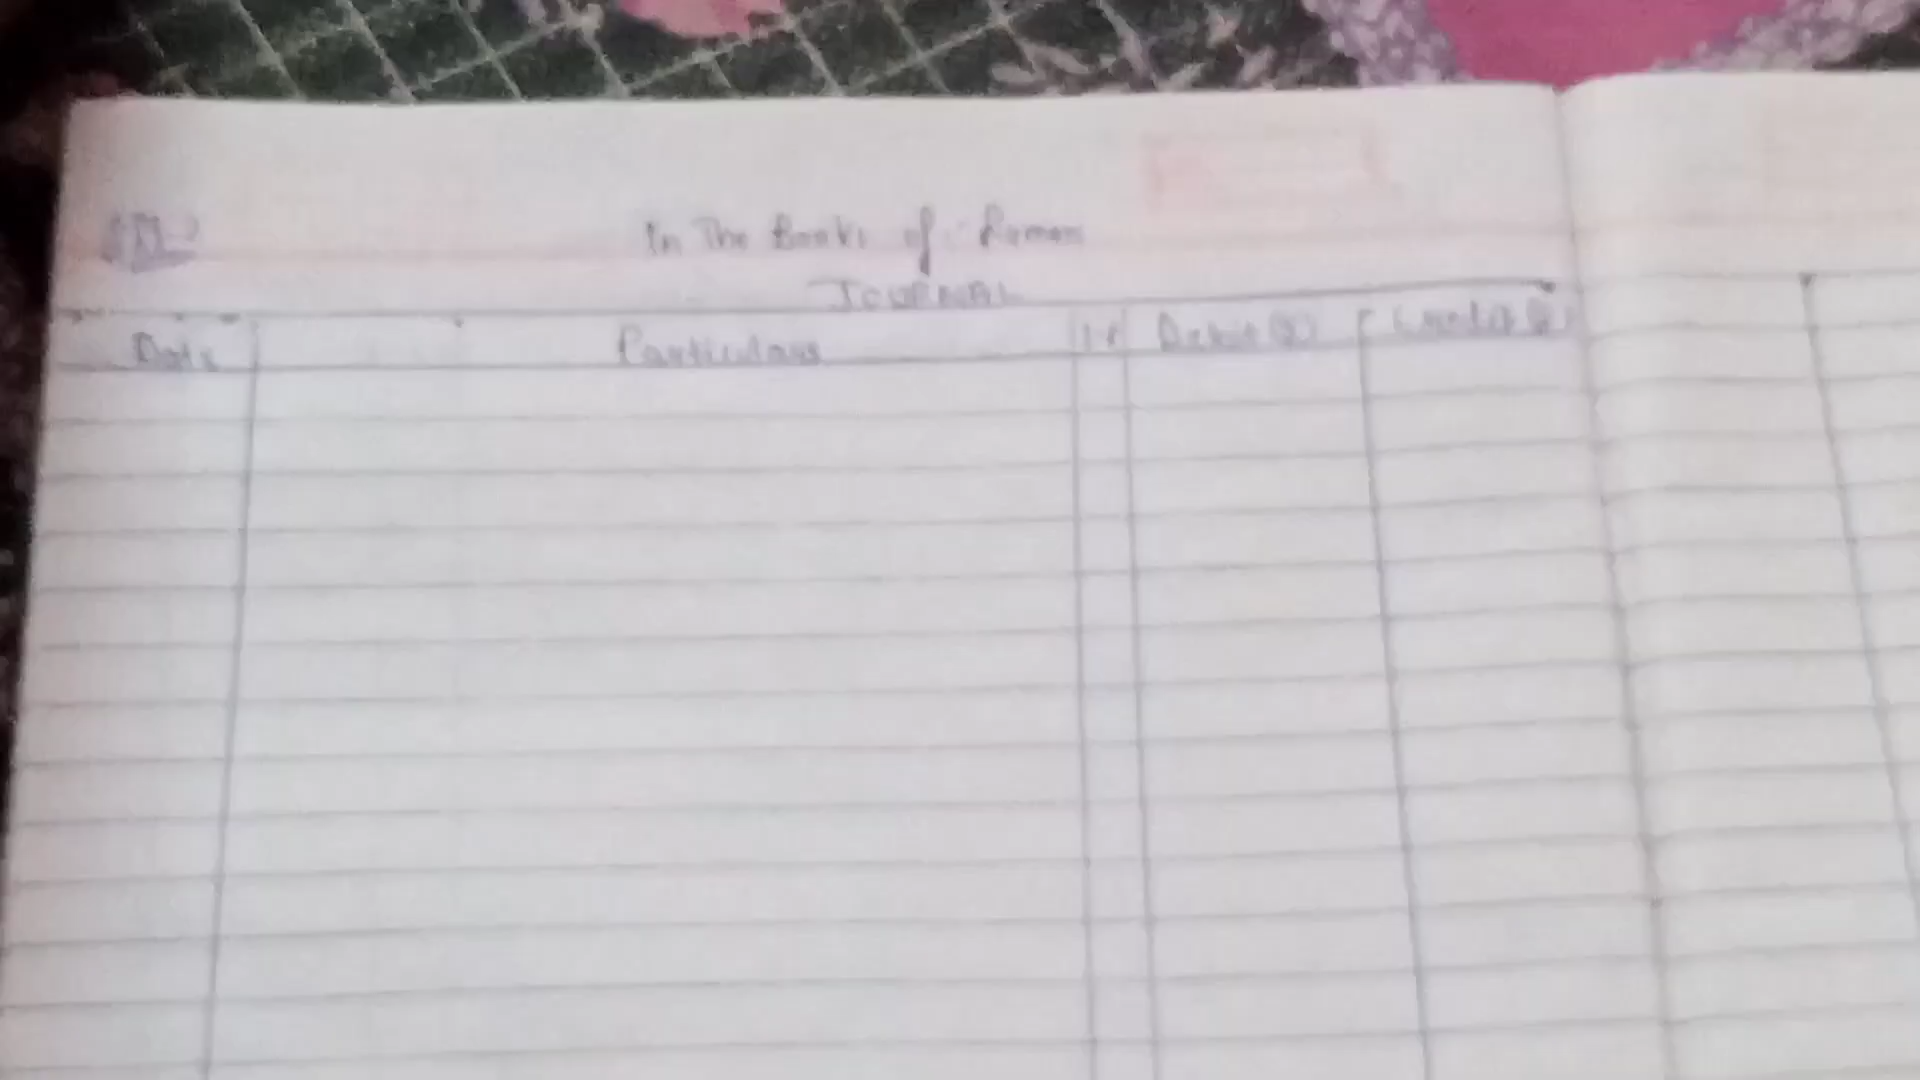 In The Books of : Raman
JOURNAL
Date Particulars L.F Debit (₹) Credit (₹)